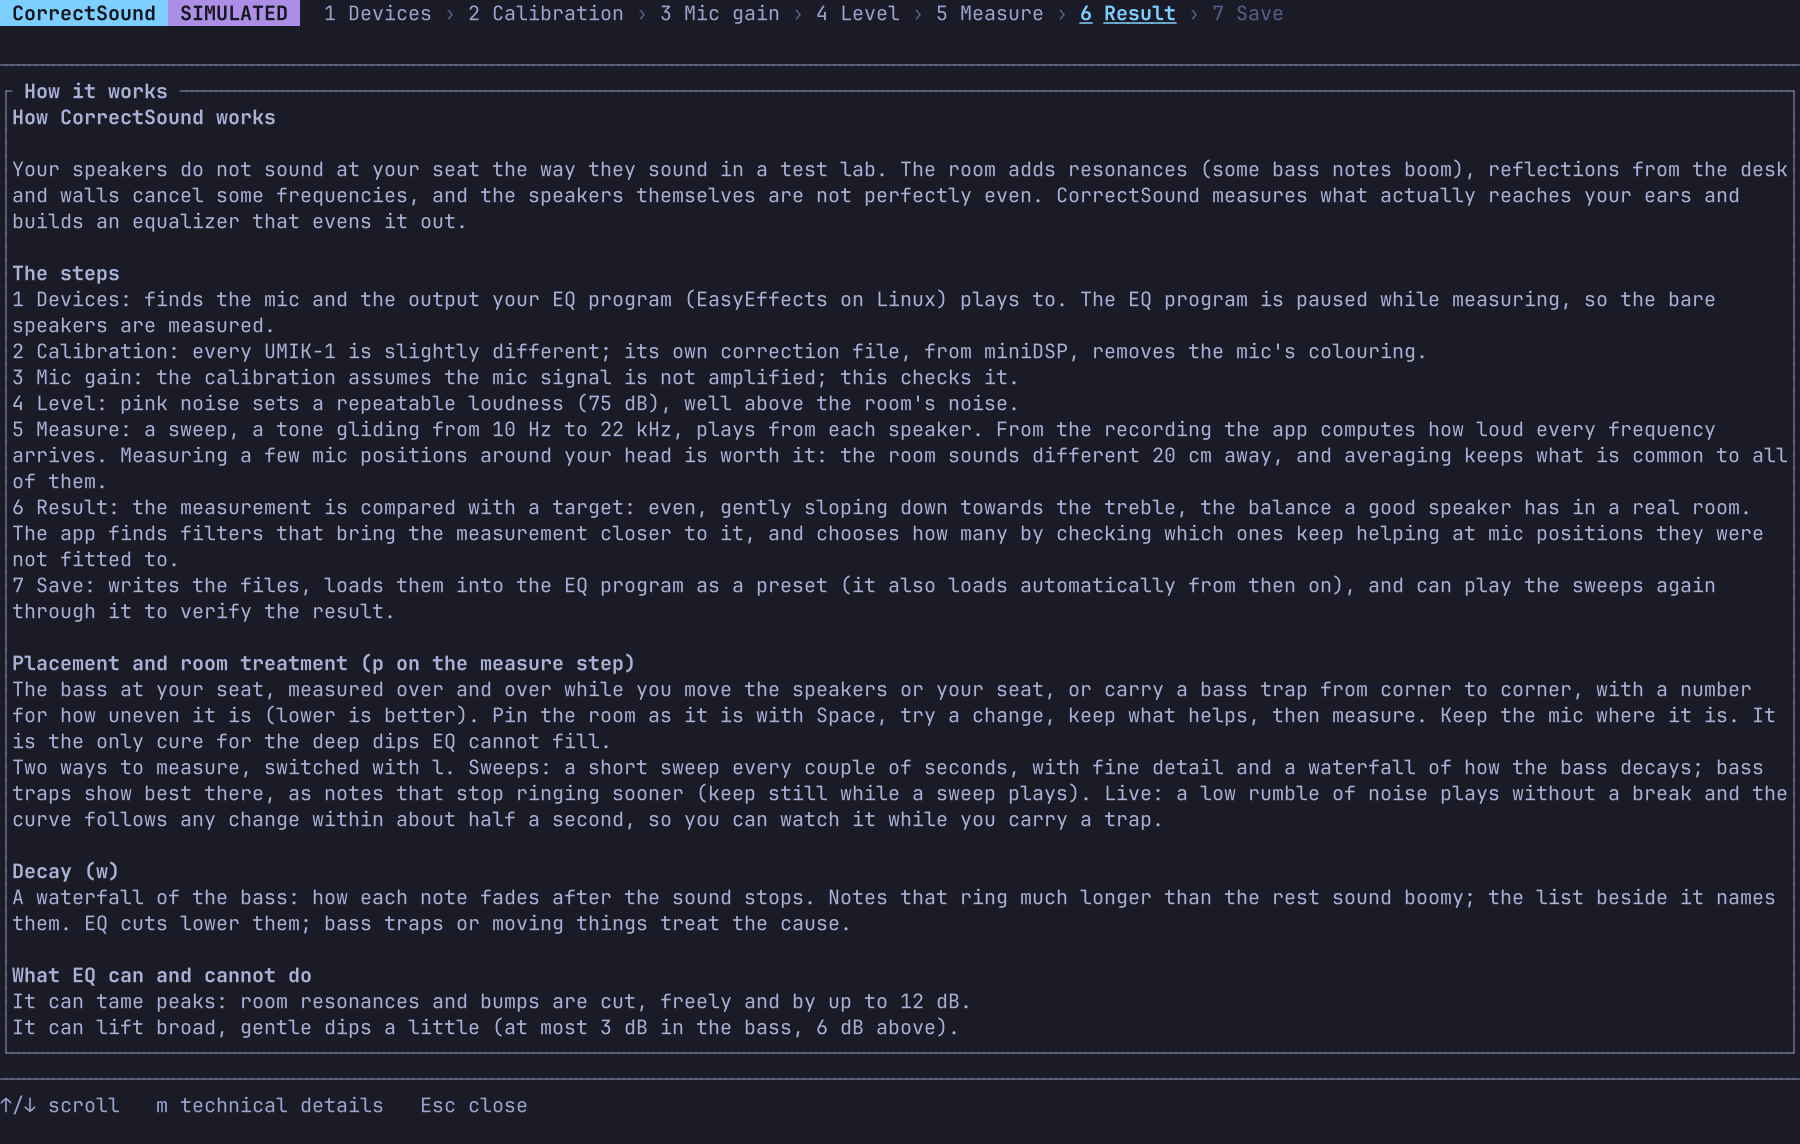 CorrectSound SIMULATED 1 Devices › 2 Calibration › 3 Mic gain › 4 Level › 5 Measure › 6 Result › 7 Save
How it works
How CorrectSound works
Your speakers do not sound at your seat the way they sound in a test lab. The room adds resonances (some bass notes boom), reflections from the desk
and walls cancel some frequencies, and the speakers themselves are not perfectly even. CorrectSound measures what actually reaches your ears and
builds an equalizer that evens it out.
The steps
1 Devices: finds the mic and the output your EQ program (EasyEffects on Linux) plays to. The EQ program is paused while measuring, so the bare
speakers are measured.
2 Calibration: every UMIK-1 is slightly different; its own correction file, from miniDSP, removes the mic's colouring.
3 Mic gain: the calibration assumes the mic signal is not amplified; this checks it.
4 Level: pink noise sets a repeatable loudness (75 dB), well above the room's noise.
5 Measure: a sweep, a tone gliding from 10 Hz to 22 kHz, plays from each speaker. From the recording the app computes how loud every frequency
arrives. Measuring a few mic positions around your head is worth it: the room sounds different 20 cm away, and averaging keeps what is common to all
of them.
6 Result: the measurement is compared with a target: even, gently sloping down towards the treble, the balance a good speaker has in a real room.
The app finds filters that bring the measurement closer to it, and chooses how many by checking which ones keep helping at mic positions they were
not fitted to.
7 Save: writes the files, loads them into the EQ program as a preset (it also loads automatically from then on), and can play the sweeps again
through it to verify the result.
Placement and room treatment (p on the measure step)
The bass at your seat, measured over and over while you move the speakers or your seat, or carry a bass trap from corner to corner, with a number
for how uneven it is (lower is better). Pin the room as it is with Space, try a change, keep what helps, then measure. Keep the mic where it is. It
is the only cure for the deep dips EQ cannot fill.
Two ways to measure, switched with l. Sweeps: a short sweep every couple of seconds, with fine detail and a waterfall of how the bass decays; bass
traps show best there, as notes that stop ringing sooner (keep still while a sweep plays). Live: a low rumble of noise plays without a break and the
curve follows any change within about half a second, so you can watch it while you carry a trap.
Decay (w)
A waterfall of the bass: how each note fades after the sound stops. Notes that ring much longer than the rest sound boomy; the list beside it names
them. EQ cuts lower them; bass traps or moving things treat the cause.
What EQ can and cannot do
It can tame peaks: room resonances and bumps are cut, freely and by up to 12 dB.
It can lift broad, gentle dips a little (at most 3 dB in the bass, 6 dB above).
↑/↓ scroll m technical details Esc close